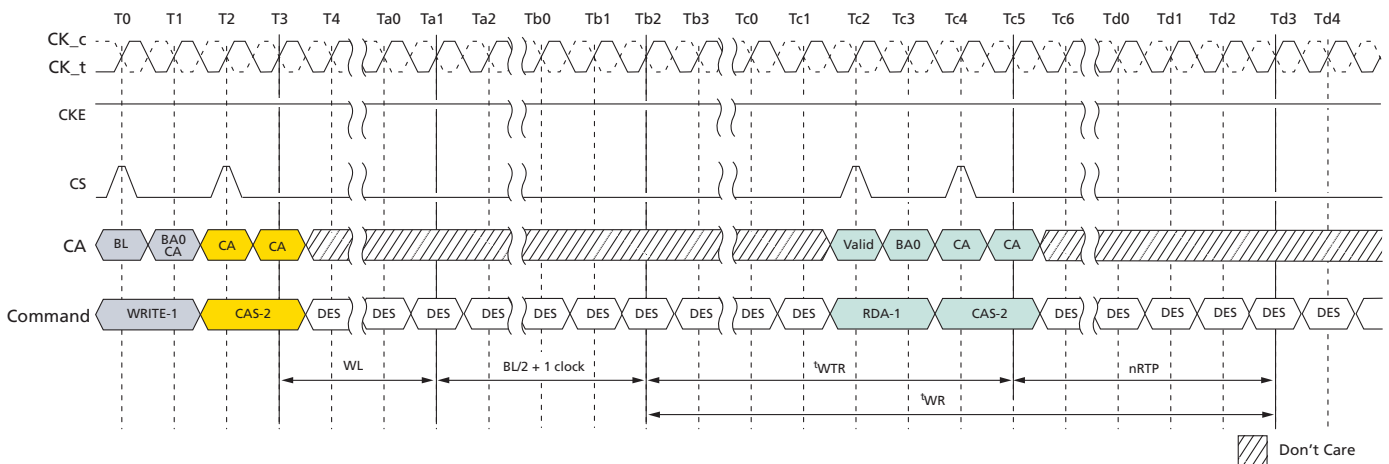 T0 T1 T2 T3 T4 Ta0 Ta1 Ta2 Tb0 Tb1 Tb2 Tb3 Tc0 Tc1 Tc2 Tc3 Tc4 Tc5 Tc6 Td0 Td1 Td2 Td3 Td4
CK_c
CK_t
CKE
CS
CA BL BA0 CA CA CA Valid BA0 CA CA
Command WRITE-1 CAS-2 DES DES DES DES DES DES DES DES DES DES RDA-1 CAS-2 DES DES DES DES DES DES
WL BL/2 + 1 clock tWTR nRTP
tWR
Don't Care